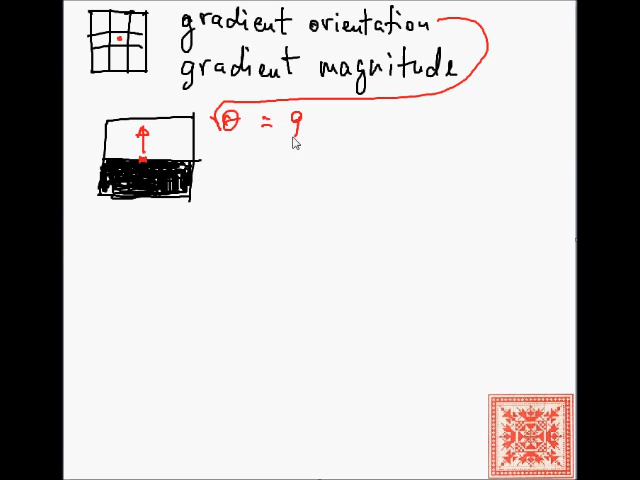 gradient orientation
gradient magnitude
θ = 9